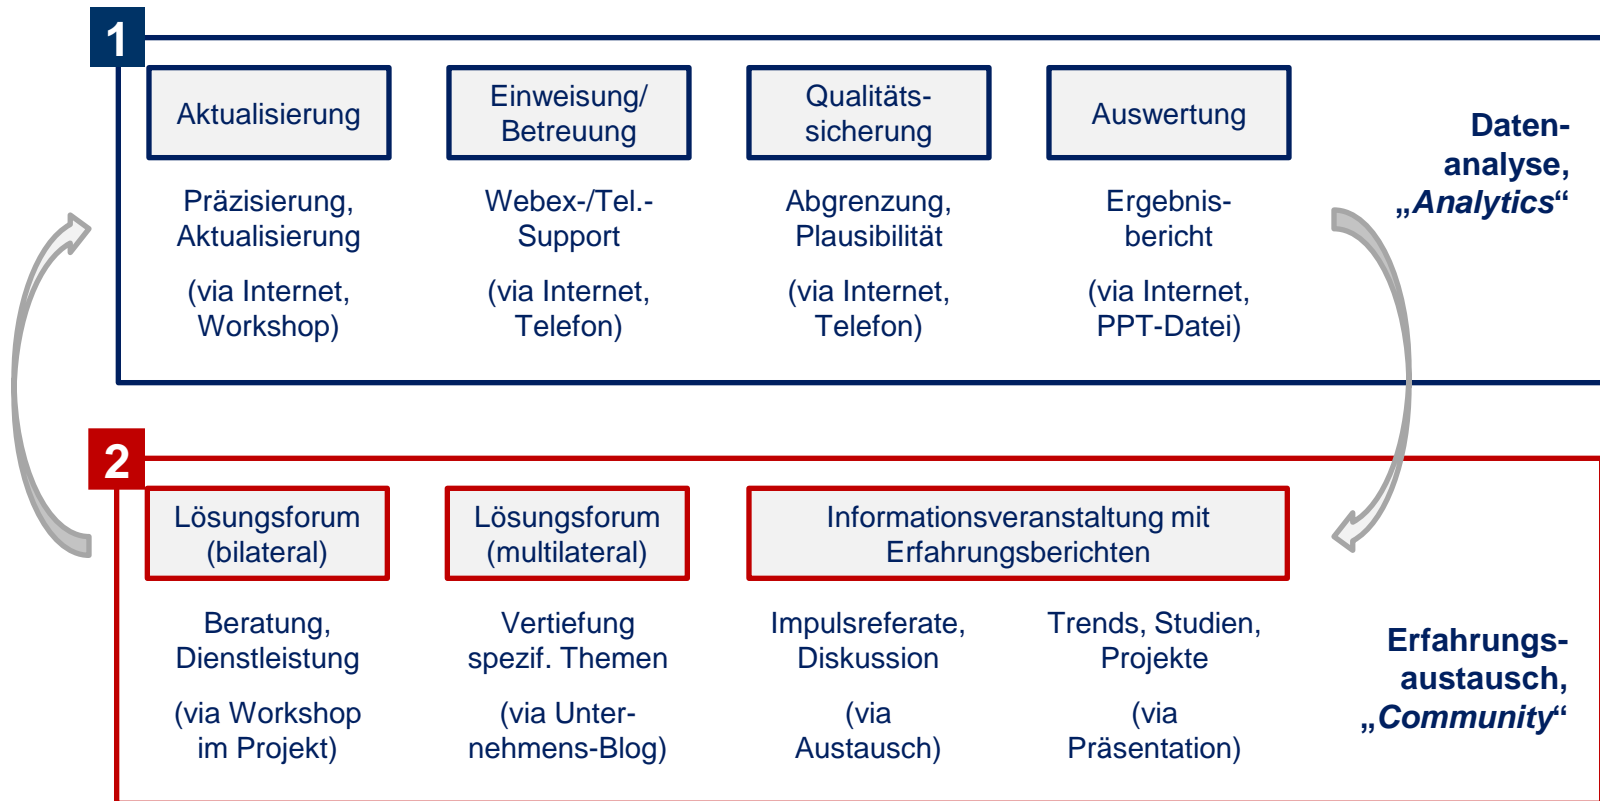 1
Aktualisierung
Einweisung/
Betreuung
Qualitäts-
sicherung
Auswertung
Präzisierung,
Aktualisierung
(via Internet,
Workshop)
Webex-/Tel.-
Support
(via Internet,
Telefon)
Abgrenzung,
Plausibilität
(via Internet,
Telefon)
Ergebnis-
bericht
(via Internet,
PPT-Datei)
Daten-
analyse,
„Analytics“
2
Lösungsforum
(bilateral)
Lösungsforum
(multilateral)
Informationsveranstaltung mit
Erfahrungsberichten
Beratung,
Dienstleistung
(via Workshop
im Projekt)
Vertiefung
spezif. Themen
(via Unter-
nehmens-Blog)
Impulsreferate,
Diskussion
(via
Austausch)
Trends, Studien,
Projekte
(via
Präsentation)
Erfahrungs-
austausch,
„Community“